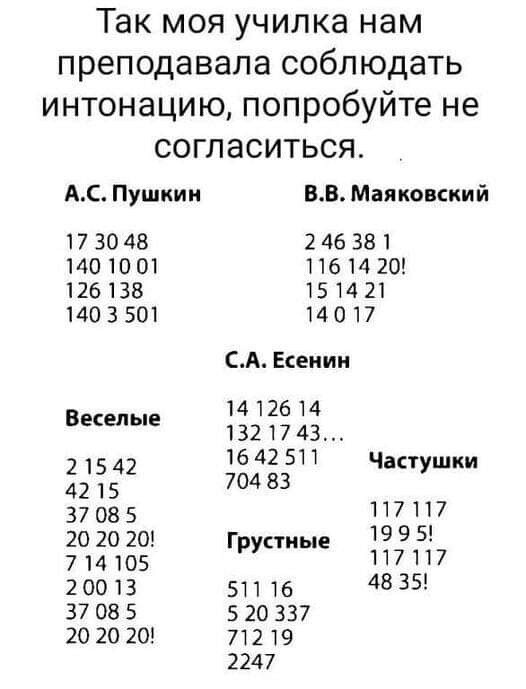 Так моя училка нам
преподавала соблюдать
интонацию, попробуйте не
согласиться.
А.С. Пушкин
17 30 48
140 10 01
126 138
140 3 501
В.В. Маяковский
2 46 38 1
116 14 20!
15 14 21
14 0 17
С.А. Есенин
14 126 14
132 17 43...
16 42 511
704 83
Веселые
2 15 42
42 15
37 08 5
20 20 20!
7 14 105
2 00 13
37 08 5
20 20 20!
Грустные
511 16
5 20 337
712 19
2247
Частушки
117 117
19 9 5!
117 117
48 35!